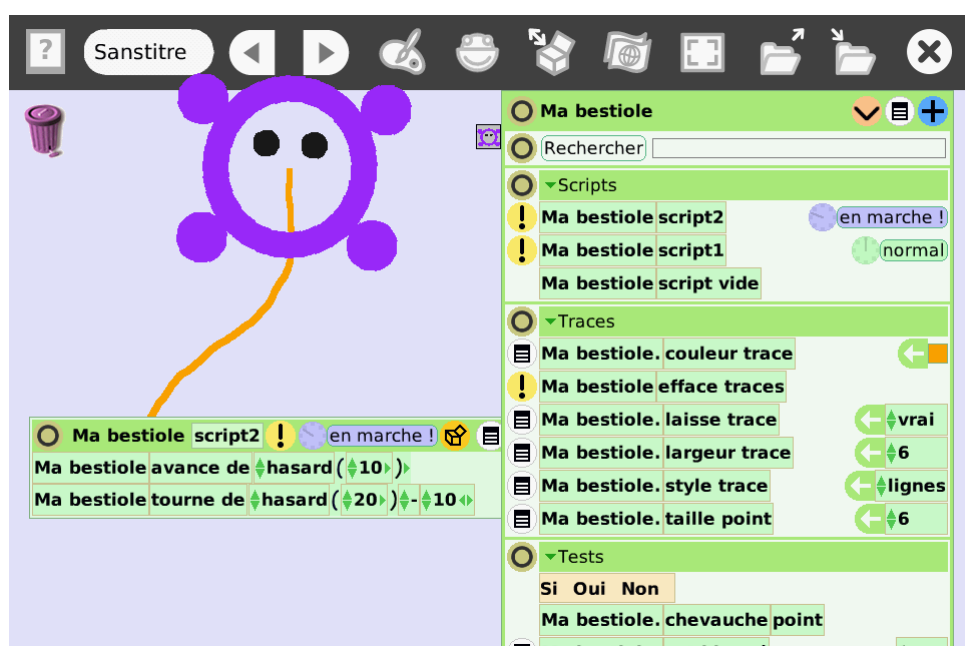 ? Sanstitre
Ma bestiole
Rechercher
Scripts
! Ma bestiole script2 en marche !
! Ma bestiole script1 normal
Ma bestiole script vide
Traces
Ma bestiole. couleur trace
! Ma bestiole efface traces
Ma bestiole. laisse trace vrai
Ma bestiole. largeur trace 6
Ma bestiole. style trace lignes
Ma bestiole. taille point 6
Tests
Si Oui Non
Ma bestiole. chevauche point
Ma bestiole script2 ! en marche !
Ma bestiole avance de hasard ( 10 )
Ma bestiole tourne de hasard ( 20 ) - 10